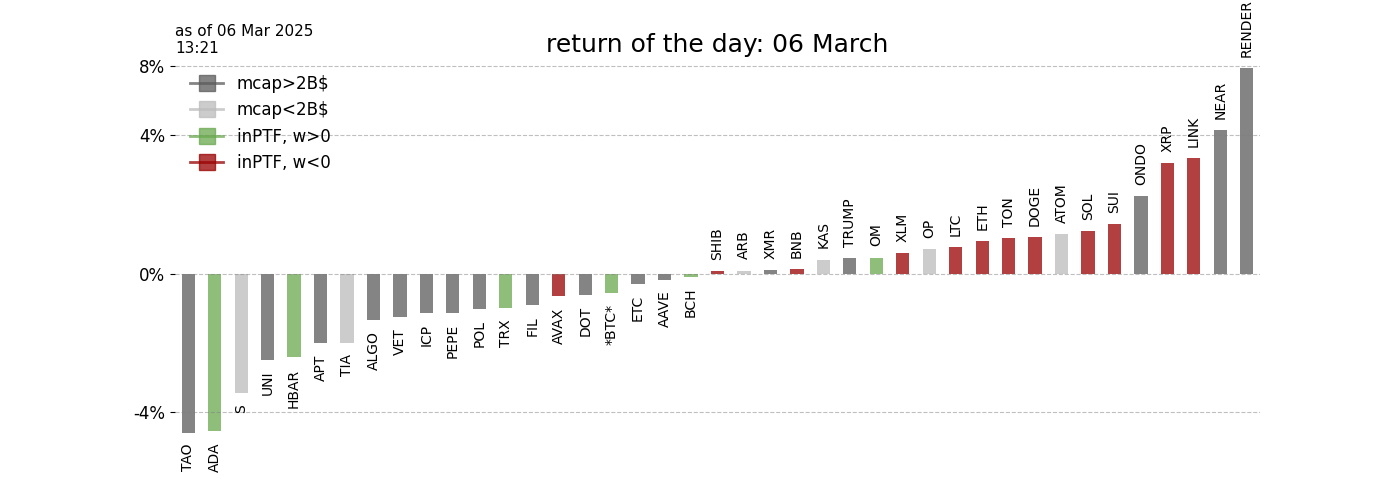 as of 06 Mar 2025
13:21
return of the day: 06 March
8%
4%
0%
-4%
mcap>2B$
mcap<2B$
inPTF, w>0
inPTF, w<0
TAO
ADA
S
UNI
HBAR
APT
TIA
ALGO
VET
ICP
PEPE
POL
TRX
FIL
AVAX
DOT
*BTC*
ETC
AAVE
BCH
SHIB
ARB
XMR
BNB
KAS
TRUMP
OM
XLM
OP
LTC
ETH
TON
DOGE
ATOM
SOL
SUI
ONDO
XRP
LINK
NEAR
RENDER